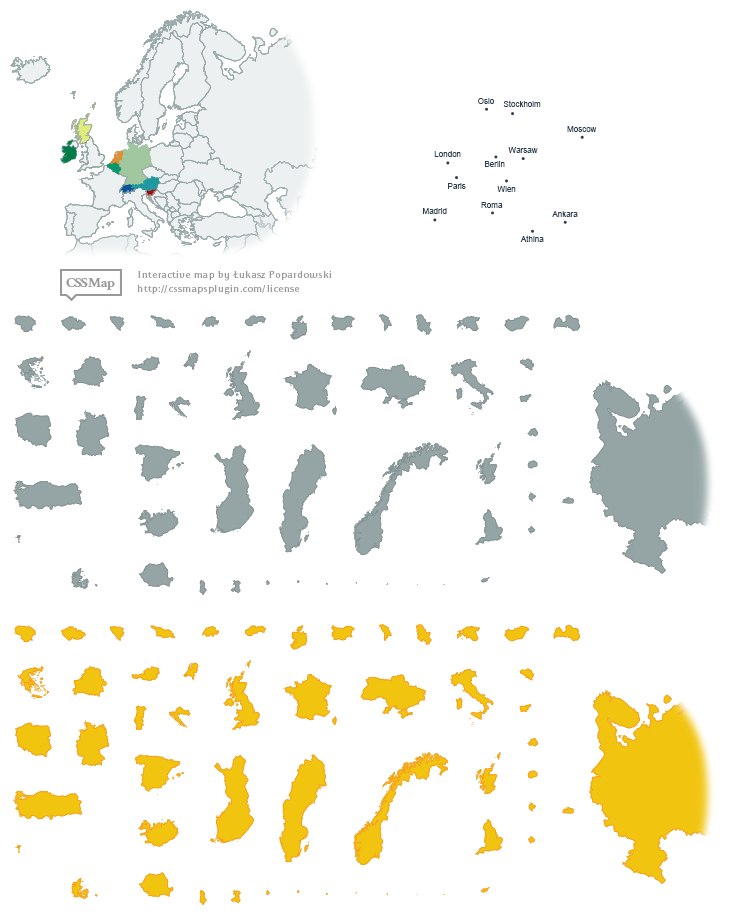 Oslo
Stockholm
Moscow
London
Warsaw
Berlin
Paris
Wien
Madrid
Roma
Ankara
Athina
CSSMap
Interactive map by Łukasz Popardowski
http://cssmapsplugin.com/license